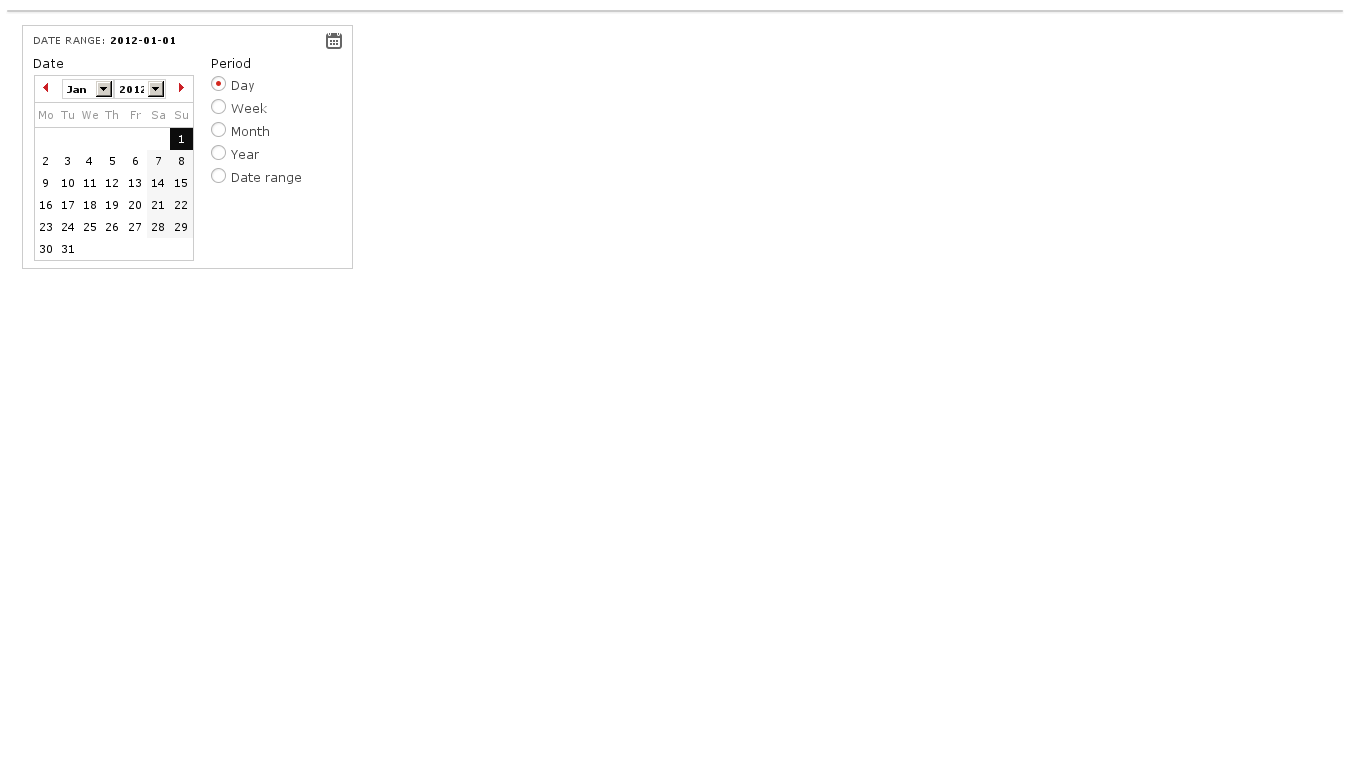 DATE RANGE: 2012-01-01
Date
Jan 2012
Mo Tu We Th Fr Sa Su
1
2 3 4 5 6 7 8
9 10 11 12 13 14 15
16 17 18 19 20 21 22
23 24 25 26 27 28 29
30 31
Period
Day
Week
Month
Year
Date range